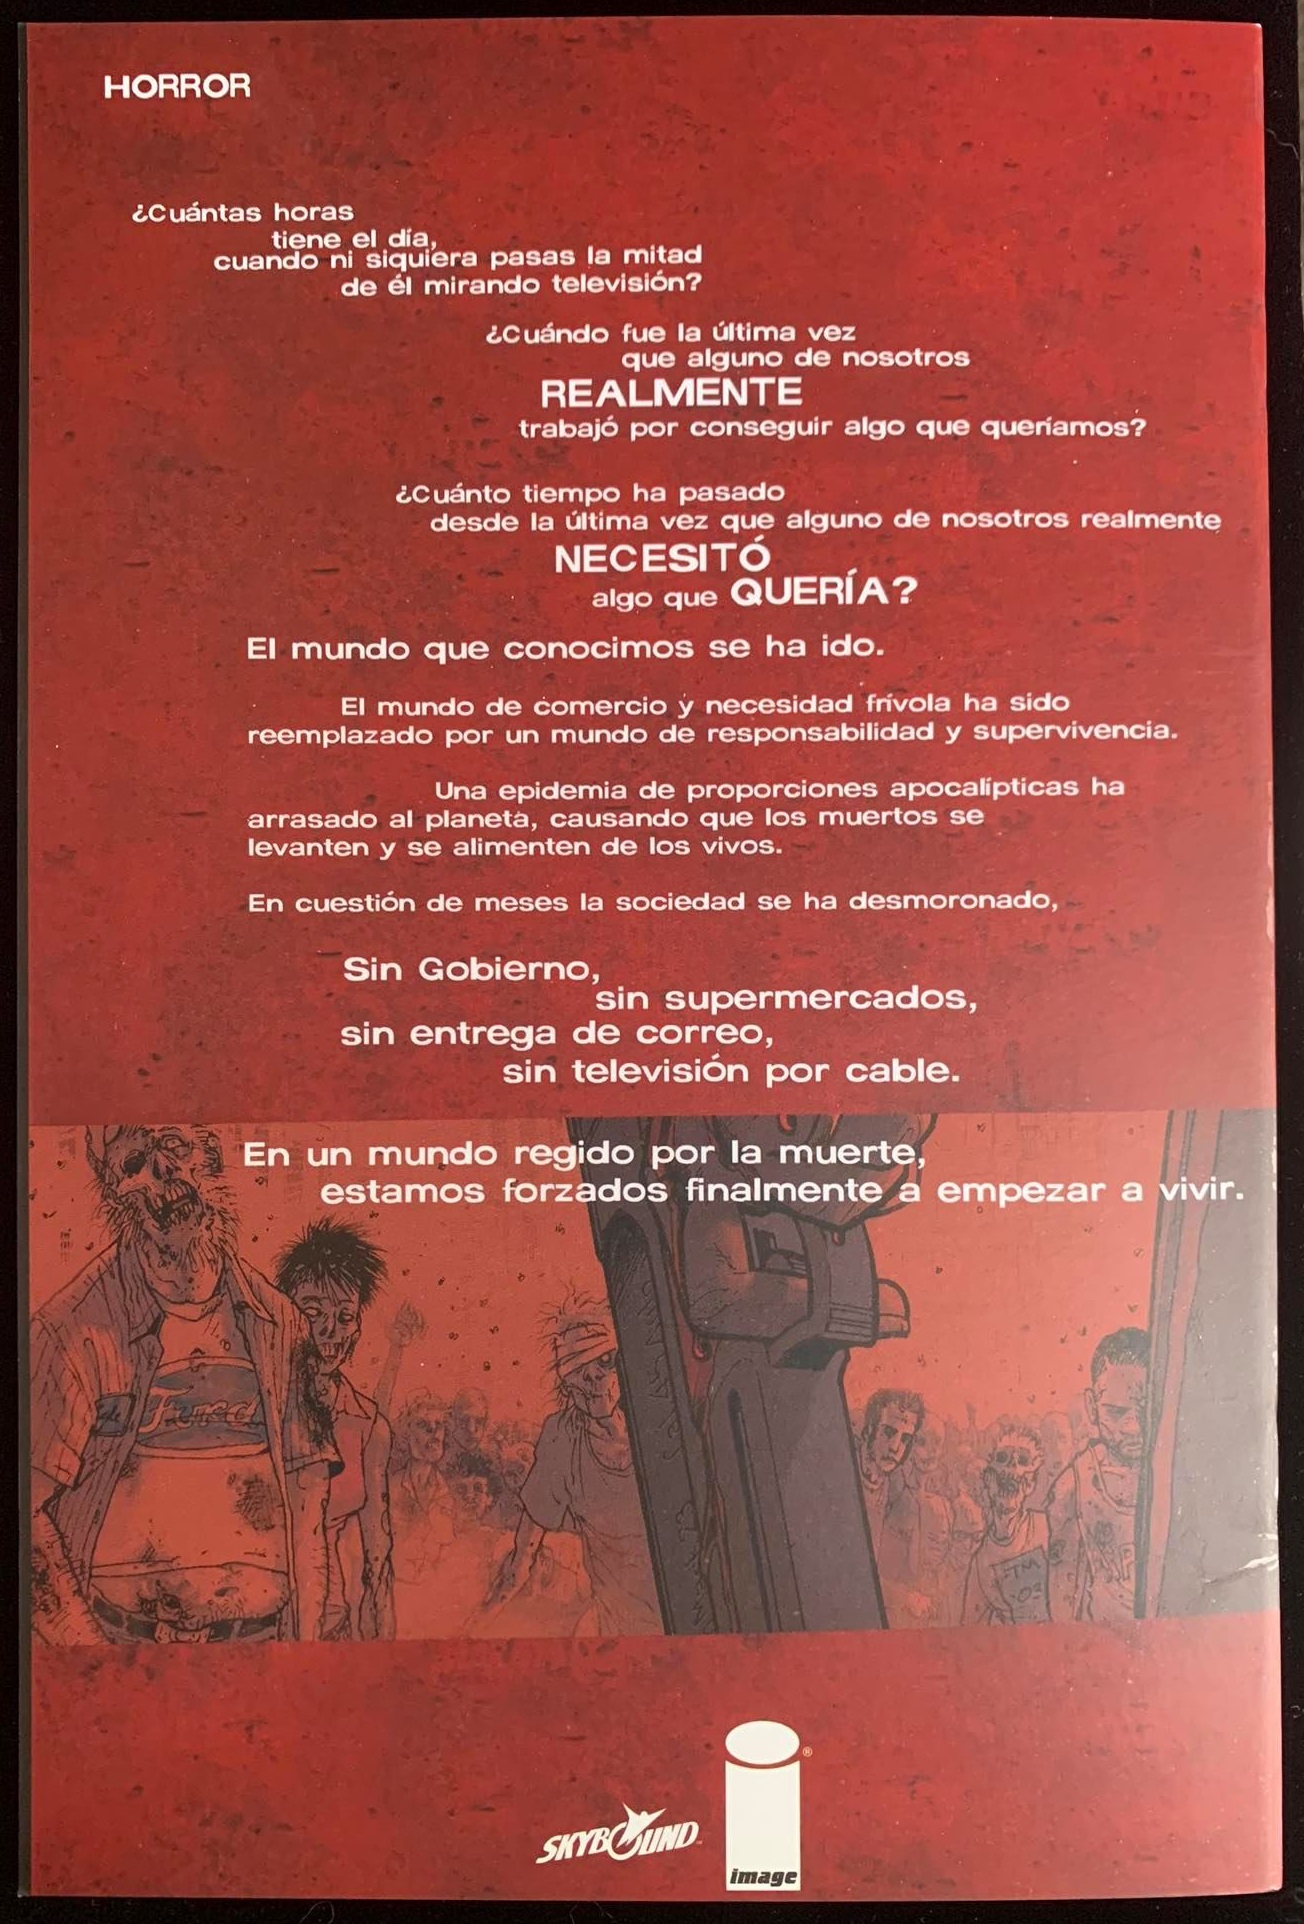 HORROR
¿Cuántas horas
tiene el día,
cuando ni siquiera pasas la mitad
de él mirando televisión?
¿Cuándo fue la última vez
que alguno de nosotros
REALMENTE
trabajó por conseguir algo que queríamos?
¿Cuánto tiempo ha pasado
desde la última vez que alguno de nosotros realmente
NECESITÓ
algo que QUERÍA?
El mundo que conocimos se ha ido.
El mundo de comercio y necesidad frívola ha sido
reemplazado por un mundo de responsabilidad y supervivencia.
Una epidemia de proporciones apocalípticas ha
arrasado al planeta, causando que los muertos se
levanten y se alimenten de los vivos.
En cuestión de meses la sociedad se ha desmoronado,
Sin Gobierno,
sin supermercados,
sin entrega de correo,
sin televisión por cable.
En un mundo regido por la muerte,
estamos forzados finalmente a empezar a vivir.
SKYBOUND
®
image